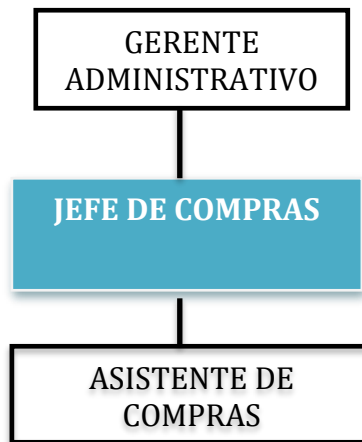 GERENTE
ADMINISTRATIVO
JEFE DE COMPRAS
ASISTENTE DE
COMPRAS